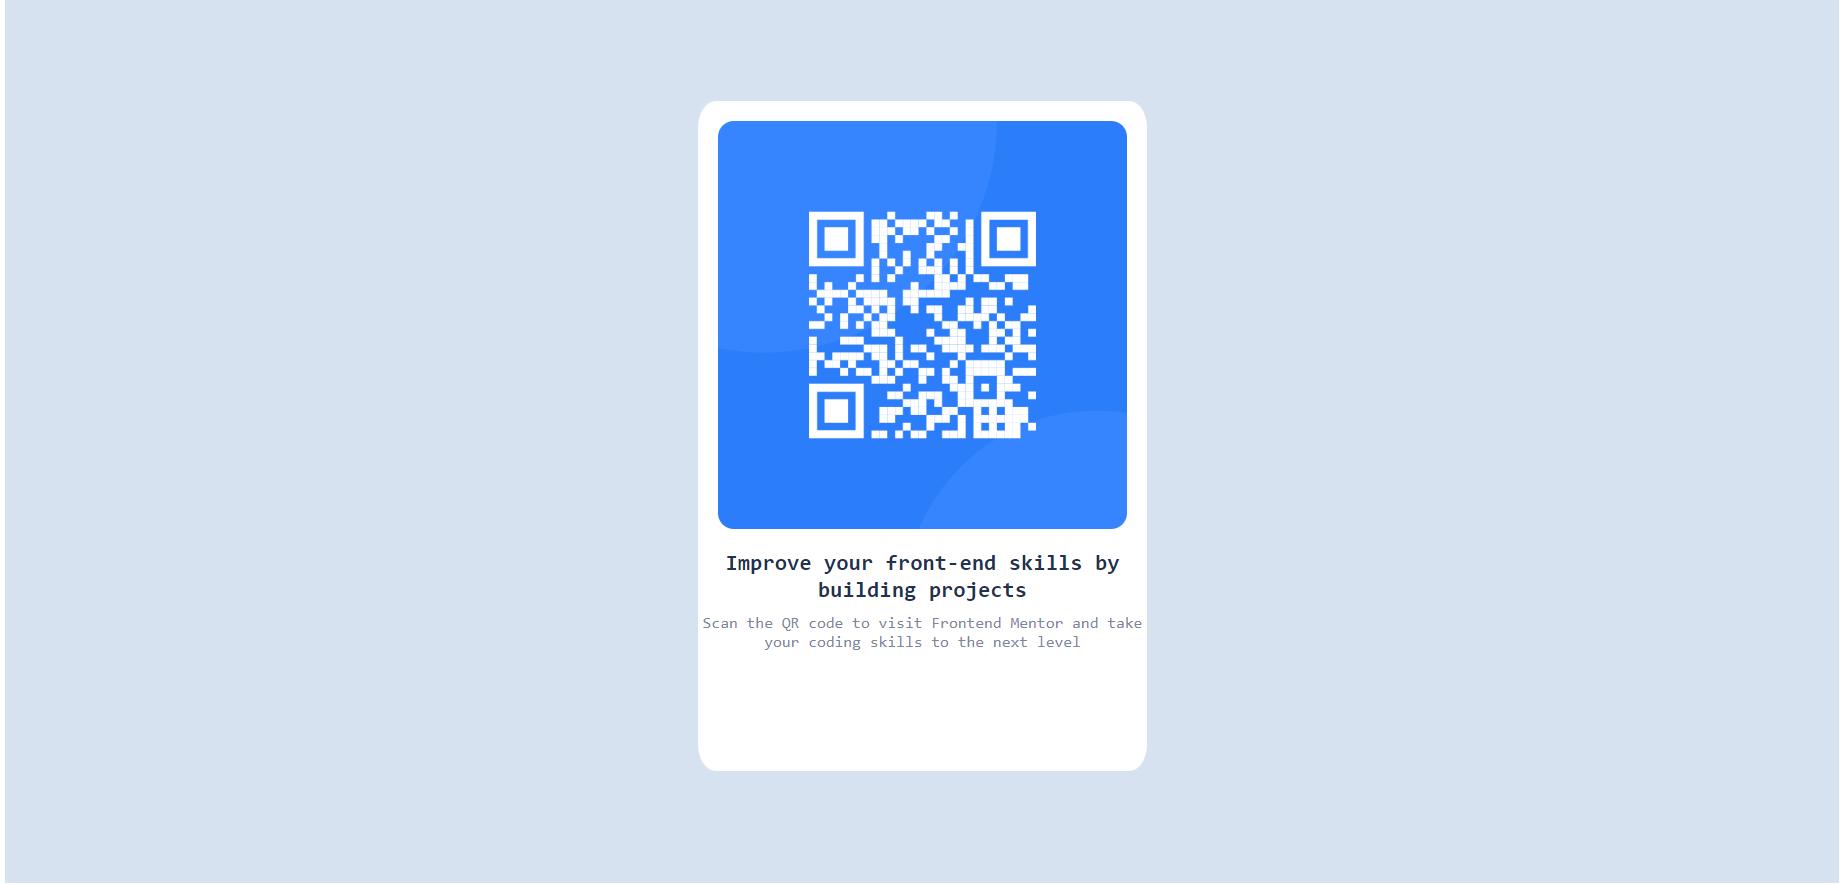 Improve your front-end skills by
building projects
Scan the QR code to visit Frontend Mentor and take
your coding skills to the next level